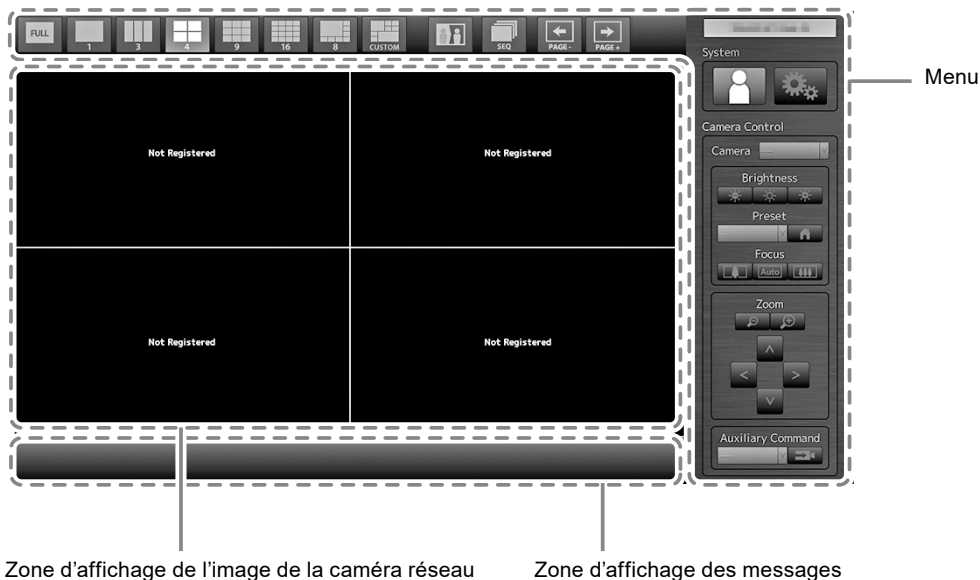 FULL
1
3
4
9
16
8
CUSTOM
SEQ
PAGE-
PAGE+
System
Menu
Camera Control
Camera ----
Brightness
Preset
--
Focus
Auto
Zoom
Auxiliary Command
----
Not Registered
Not Registered
Not Registered
Not Registered
Zone d’affichage de l’image de la caméra réseau
Zone d’affichage des messages